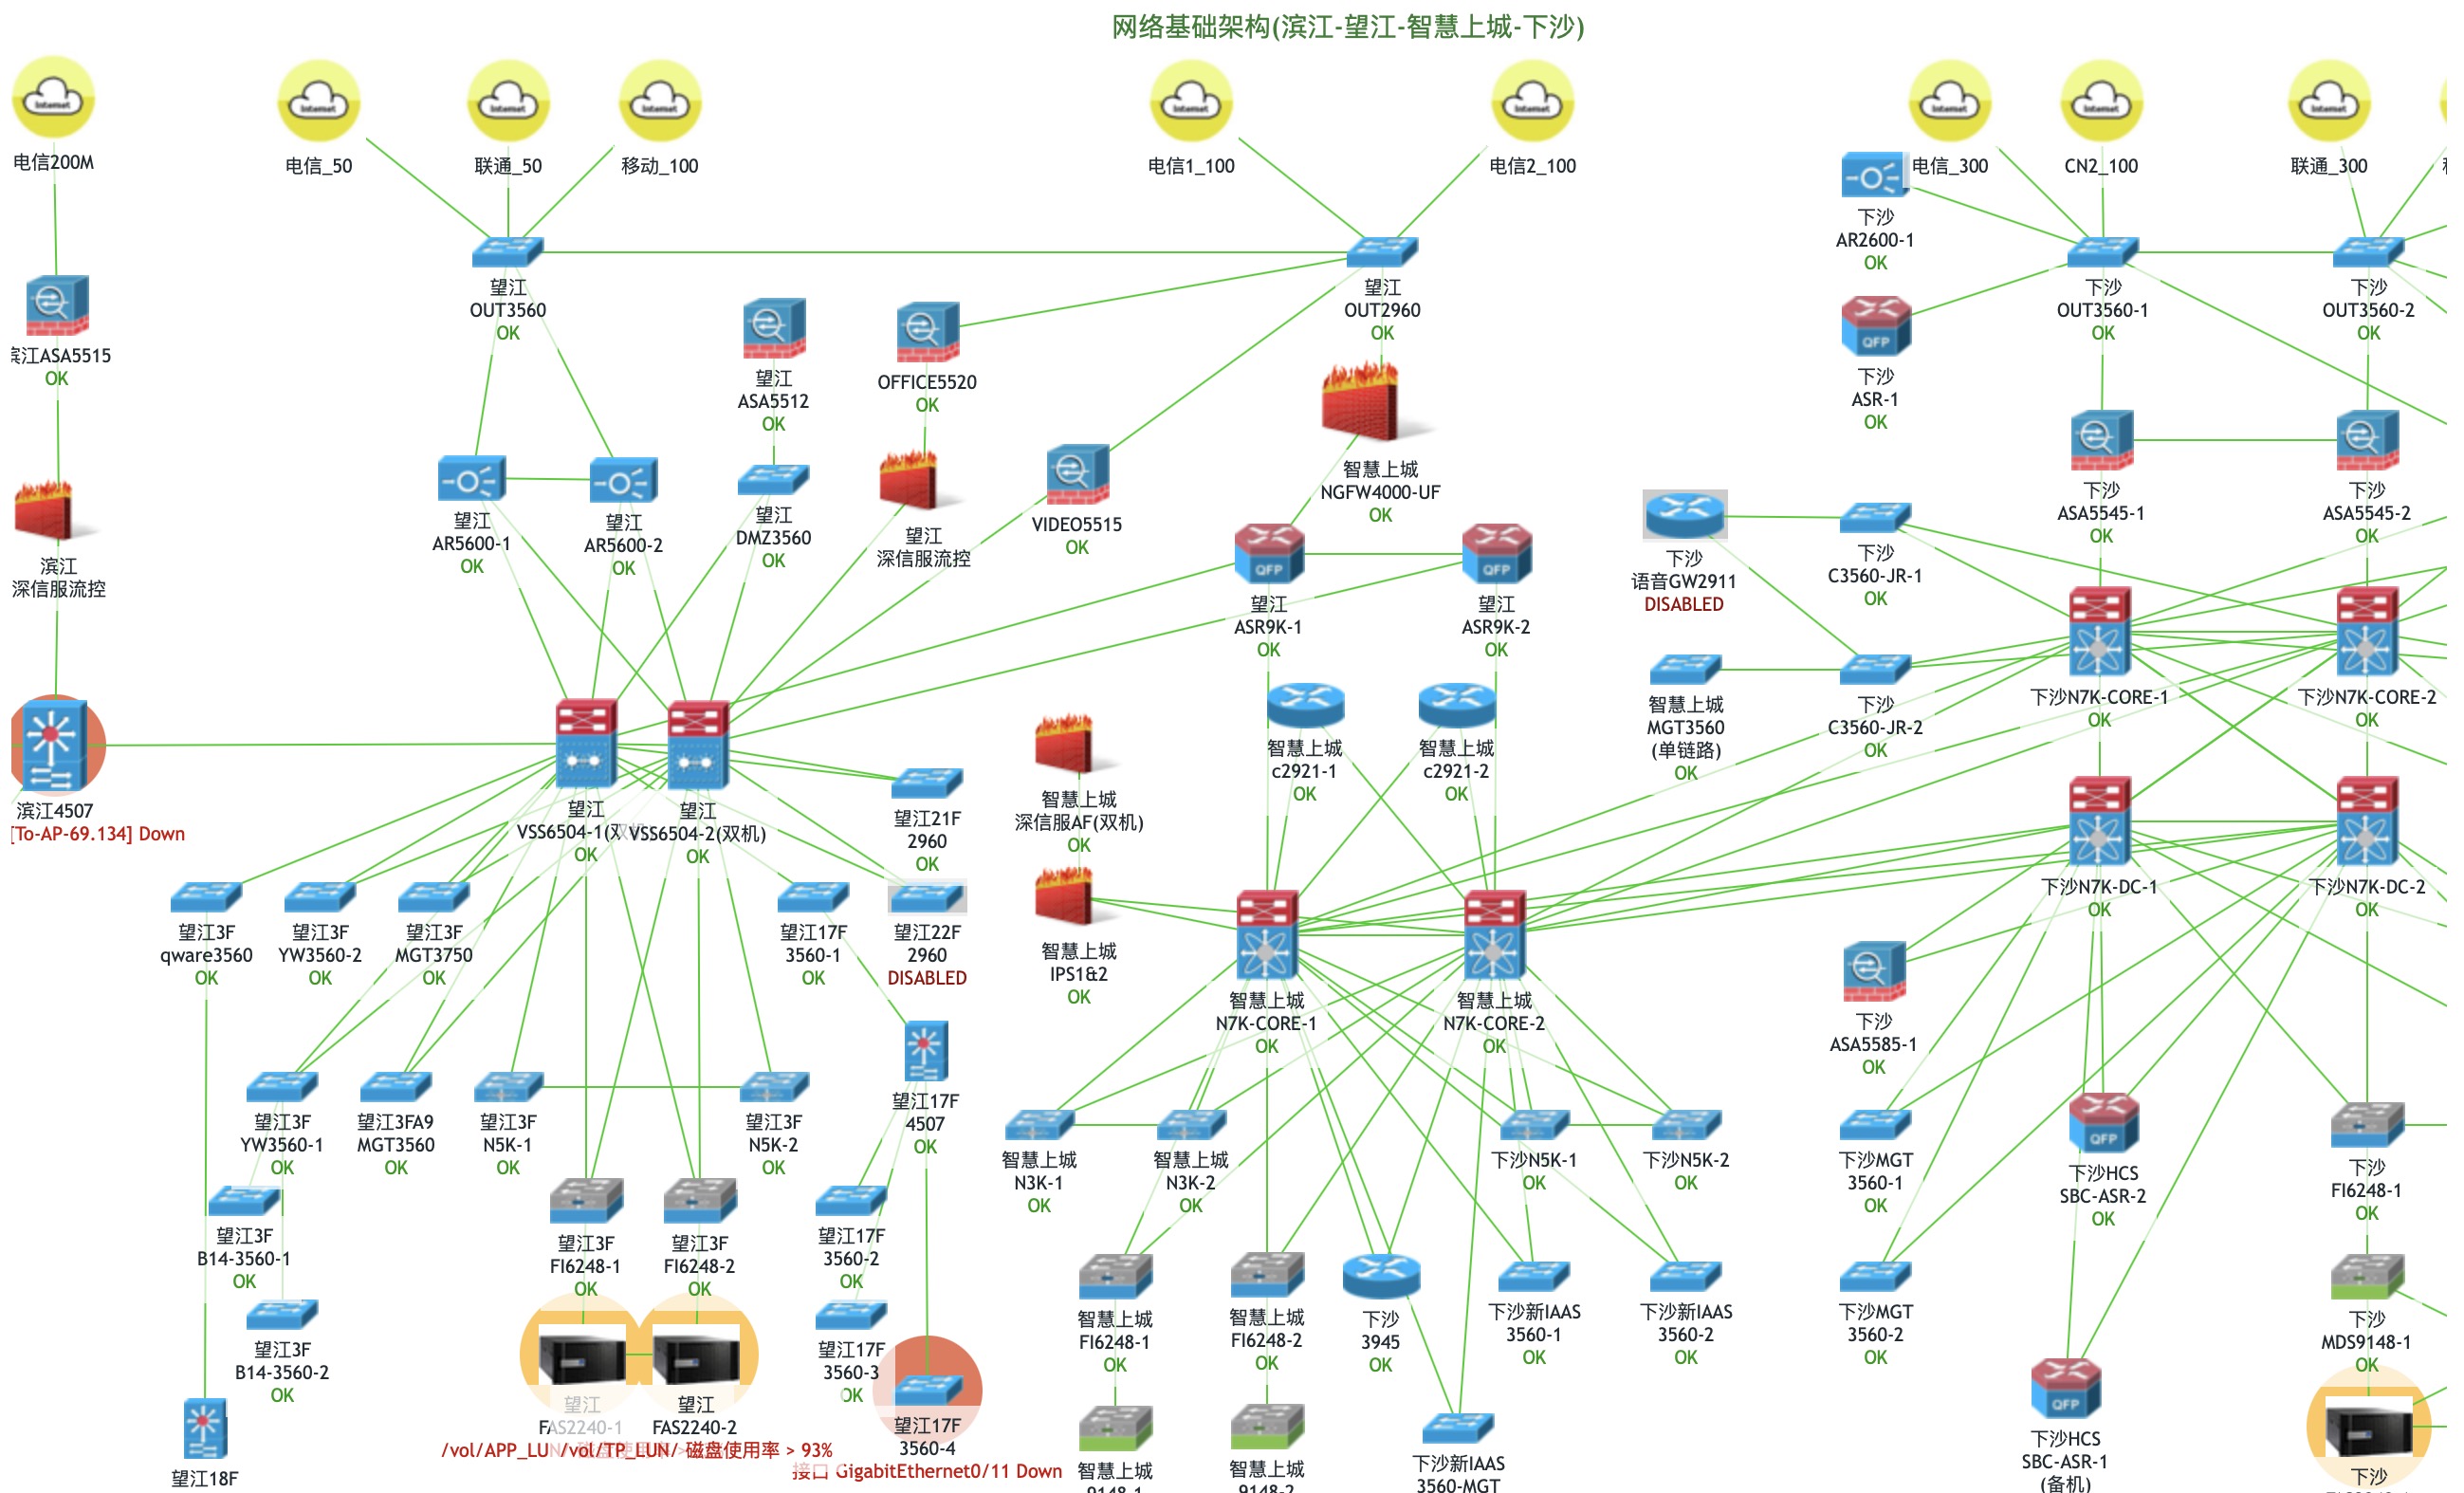 网络基础架构(滨江-望江-智慧上城-下沙)
Internet
Internet
Internet
Internet
Internet
Internet
Internet
Internet
Internet
电信200M
电信_50
联通_50
移动_100
电信1_100
电信2_100
电信_300
CN2_100
联通_300
下沙
AR2600-1
OK
望江
OUT3560
OK
望江
OUT2960
OK
下沙
OUT3560-1
OK
下沙
OUT3560-2
OK
滨江ASA5515
OK
望江
ASA5512
OK
OFFICE5520
OK
QFP
下沙
ASR-1
OK
智慧上城
NGFW4000-UF
OK
下沙
ASA5545-1
OK
下沙
ASA5545-2
OK
望江
AR5600-1
OK
望江
AR5600-2
OK
望江
DMZ3560
OK
望江
深信服流控
VIDEO5515
OK
滨江
深信服流控
QFP
望江
ASR9K-1
OK
QFP
望江
ASR9K-2
OK
下沙
语音GW2911
DISABLED
下沙
C3560-JR-1
OK
智慧上城
MGT3560
(单链路)
OK
下沙
C3560-JR-2
OK
下沙N7K-CORE-1
OK
下沙N7K-CORE-2
OK
滨江4507
[To-AP-69.134] Down
望江
VSS6504-1(双机)
OK
望江
VSS6504-2(双机)
OK
望江21F
2960
OK
智慧上城
深信服AF(双机)
OK
智慧上城
c2921-1
OK
智慧上城
c2921-2
OK
下沙N7K-DC-1
OK
下沙N7K-DC-2
OK
望江3F
qware3560
OK
望江3F
YW3560-2
OK
望江3F
MGT3750
OK
望江17F
3560-1
OK
望江22F
2960
DISABLED
智慧上城
IPS1&2
OK
智慧上城
N7K-CORE-1
OK
智慧上城
N7K-CORE-2
OK
下沙
ASA5585-1
OK
望江3F
YW3560-1
OK
望江3FA9
MGT3560
OK
望江3F
N5K-1
OK
望江3F
N5K-2
OK
望江17F
4507
OK
智慧上城
N3K-1
OK
智慧上城
N3K-2
OK
下沙N5K-1
OK
下沙N5K-2
OK
下沙MGT
3560-1
OK
QFP
下沙HCS
SBC-ASR-2
OK
下沙
FI6248-1
OK
望江3F
B14-3560-1
OK
望江3F
FI6248-1
OK
望江3F
FI6248-2
OK
望江17F
3560-2
OK
智慧上城
FI6248-1
OK
智慧上城
FI6248-2
OK
下沙
3945
OK
下沙新IAAS
3560-1
OK
下沙新IAAS
3560-2
OK
下沙MGT
3560-2
OK
下沙
MDS9148-1
OK
望江3F
B14-3560-2
OK
望江
FAS2240-1
望江
FAS2240-2
/vol/APP_LUN
/vol/TP_LUN/ 磁盘使用率 > 93%
望江17F
3560-3
OK
望江17F
3560-4
接口 GigabitEthernet0/11 Down
望江18F
智慧上城
9148-1
智慧上城
9148-2
下沙新IAAS
3560-MGT
QFP
下沙HCS
SBC-ASR-1
(备机)
下沙